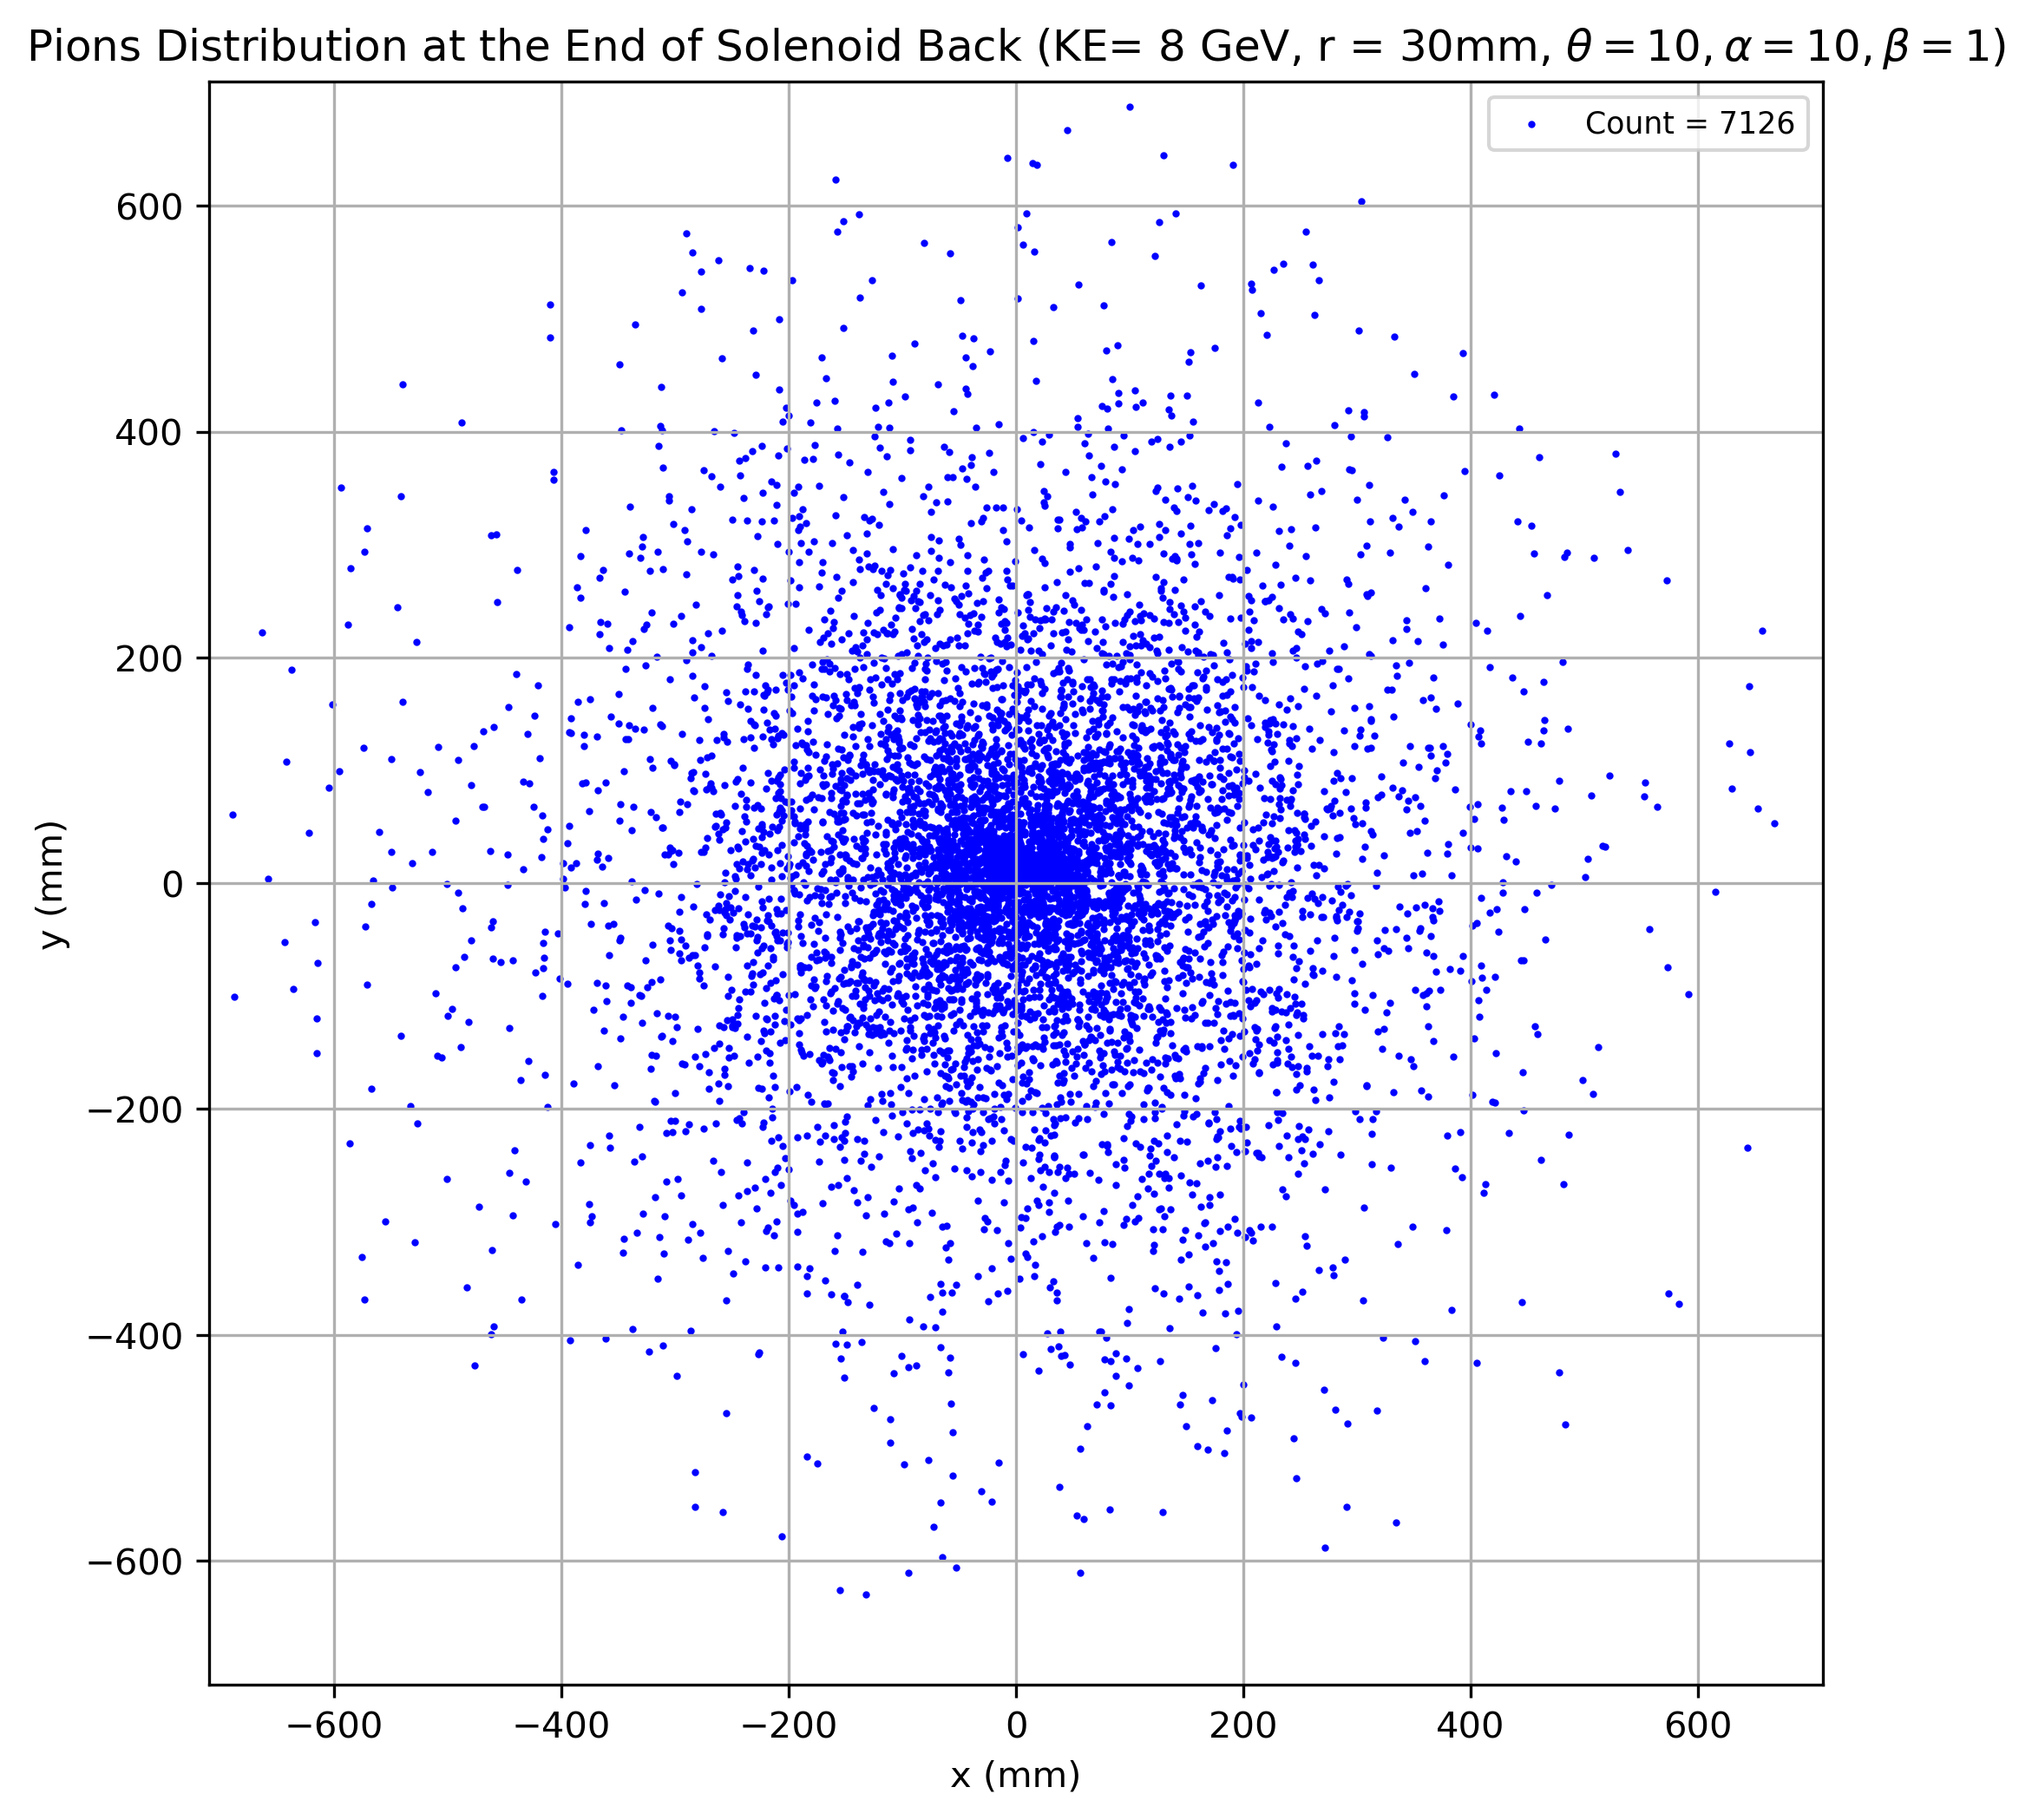 Pions Distribution at the End of Solenoid Back (KE= 8 GeV, r = 30mm, θ = 10, α = 10, β = 1)
Count = 7126
600
400
200
0
−200
−400
−600
y (mm)
−600 −400 −200 0 200 400 600
x (mm)